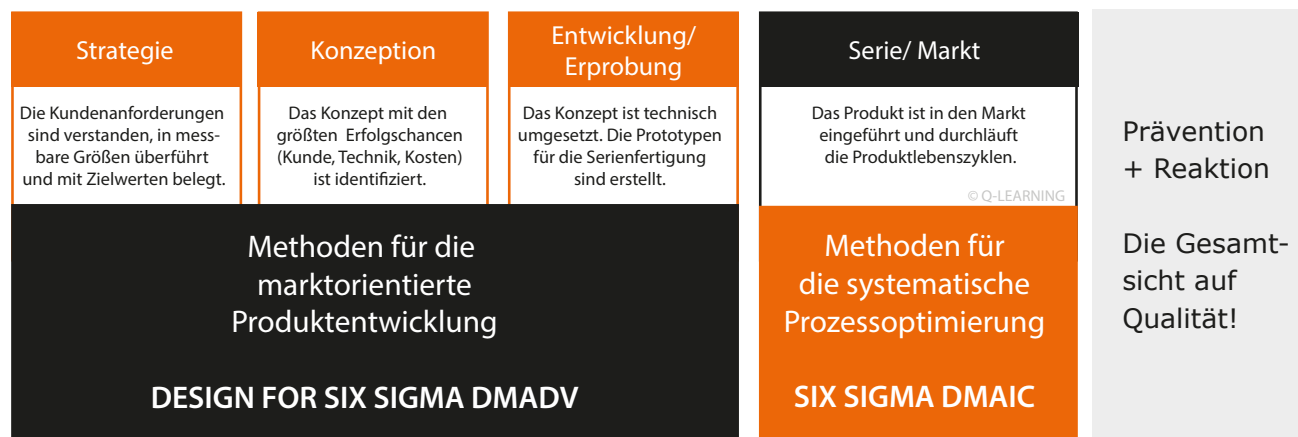 Strategie
Die Kundenanforderungen
sind verstanden, in mess-
bare Größen überführt
und mit Zielwerten belegt.
Konzeption
Das Konzept mit den
größten Erfolgschancen
(Kunde, Technik, Kosten)
ist identifiziert.
Entwicklung/
Erprobung
Das Konzept ist technisch
umgesetzt. Die Prototypen
für die Serienfertigung
sind erstellt.
Methoden für die
marktorientierte
Produktentwicklung
DESIGN FOR SIX SIGMA DMADV
Serie/ Markt
Das Produkt ist in den Markt
eingeführt und durchläuft
die Produktlebenszyklen.
© Q-LEARNING
Methoden für
die systematische
Prozessoptimierung
SIX SIGMA DMAIC
Prävention
+ Reaktion
Die Gesamt-
sicht auf
Qualität!